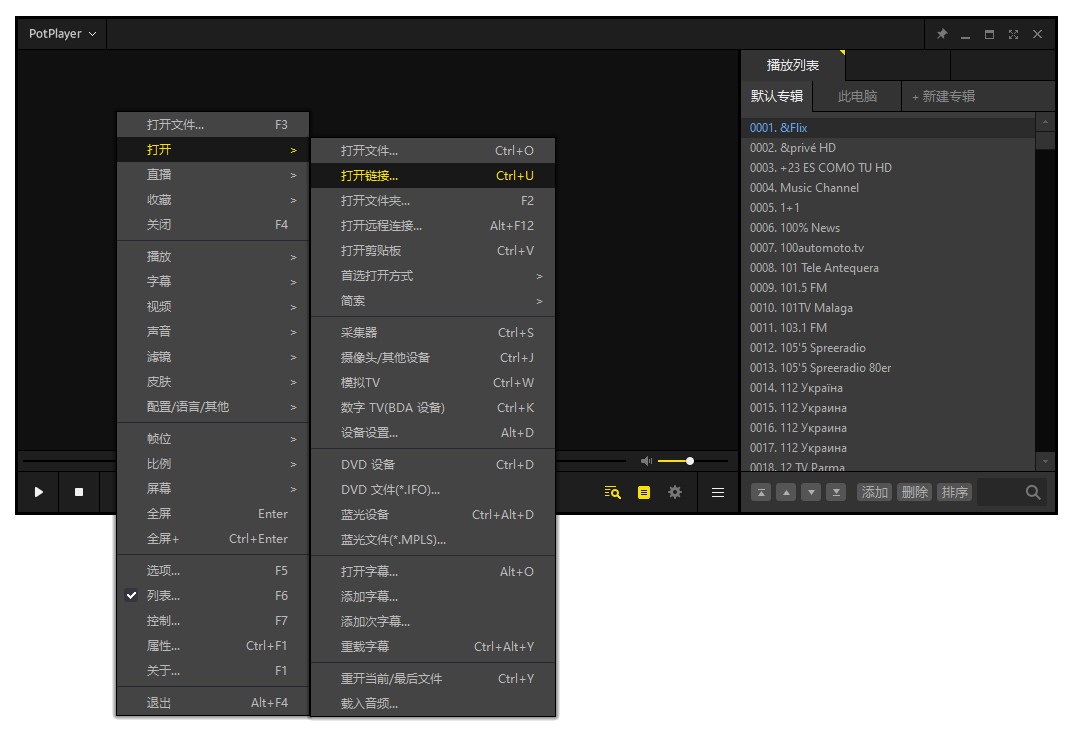 PotPlayer
播放列表
默认专辑 此电脑 + 新建专辑
0001. &Flix
0002. &privé HD
0003. +23 ES COMO TU HD
0004. Music Channel
0005. 1+1
0006. 100% News
0007. 100automoto.tv
0008. 101 Tele Antequera
0009. 101.5 FM
0010. 101TV Malaga
0011. 103.1 FM
0012. 105'5 Spreeradio
0013. 105'5 Spreeradio 80er
0014. 112 Україна
0015. 112 Украина
0016. 112 Украина
0017. 112 Украина
0018. 12 TV Parma
添加 删除 排序
打开文件... F3
打开 >
直播 >
收藏 >
关闭 F4
播放 >
字幕 >
视频 >
声音 >
滤镜 >
皮肤 >
配置/语言/其他 >
帧位 >
比例 >
屏幕 >
全屏 Enter
全屏+ Ctrl+Enter
选项... F5
列表... F6
控制... F7
属性... Ctrl+F1
关于... F1
退出 Alt+F4
打开文件... Ctrl+O
打开链接... Ctrl+U
打开文件夹... F2
打开远程连接... Alt+F12
打开剪贴板 Ctrl+V
首选打开方式 >
简索 >
采集器 Ctrl+S
摄像头/其他设备 Ctrl+J
模拟TV Ctrl+W
数字 TV(BDA 设备) Ctrl+K
设备设置... Alt+D
DVD 设备 Ctrl+D
DVD 文件(*.IFO)...
蓝光设备 Ctrl+Alt+D
蓝光文件(*.MPLS)...
打开字幕... Alt+O
添加字幕...
添加次字幕...
重载字幕 Ctrl+Alt+Y
重开当前/最后文件 Ctrl+Y
载入音频...